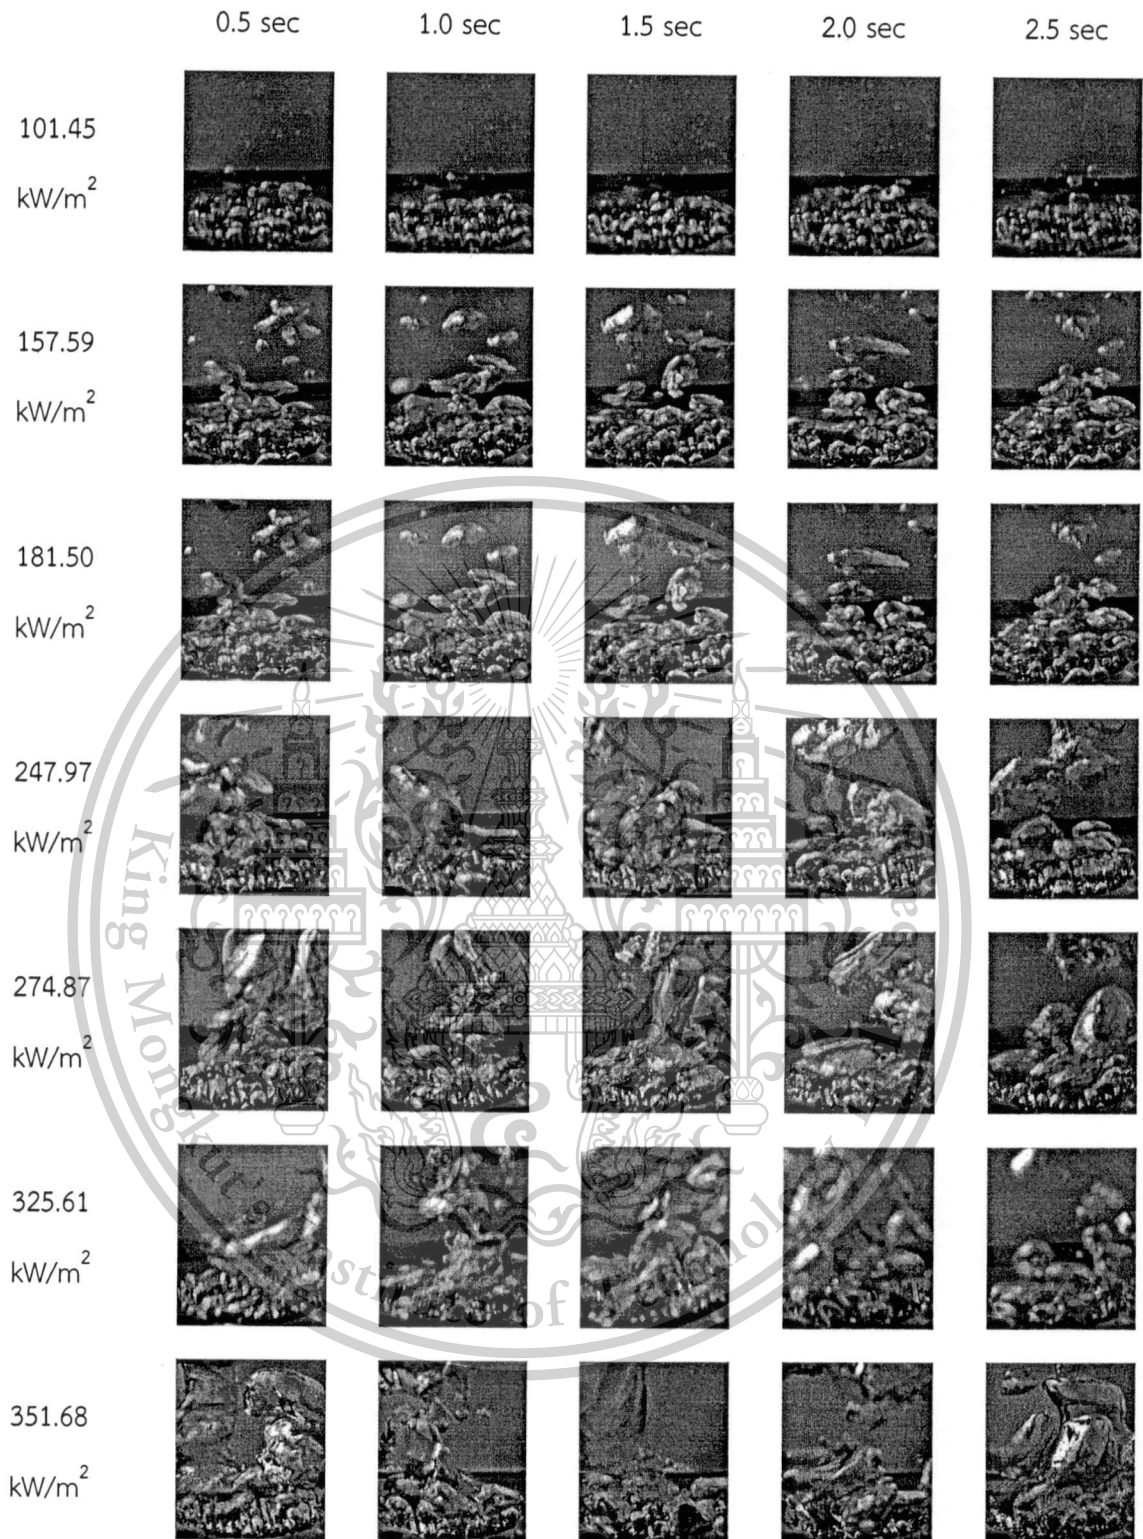 0.5 sec 1.0 sec 1.5 sec 2.0 sec 2.5 sec
101.45
kW/m²
157.59
kW/m²
181.50
kW/m²
247.97
kW/m²
274.87
kW/m²
325.61
kW/m²
351.68
kW/m²
King Mongkut's Institute of Technology